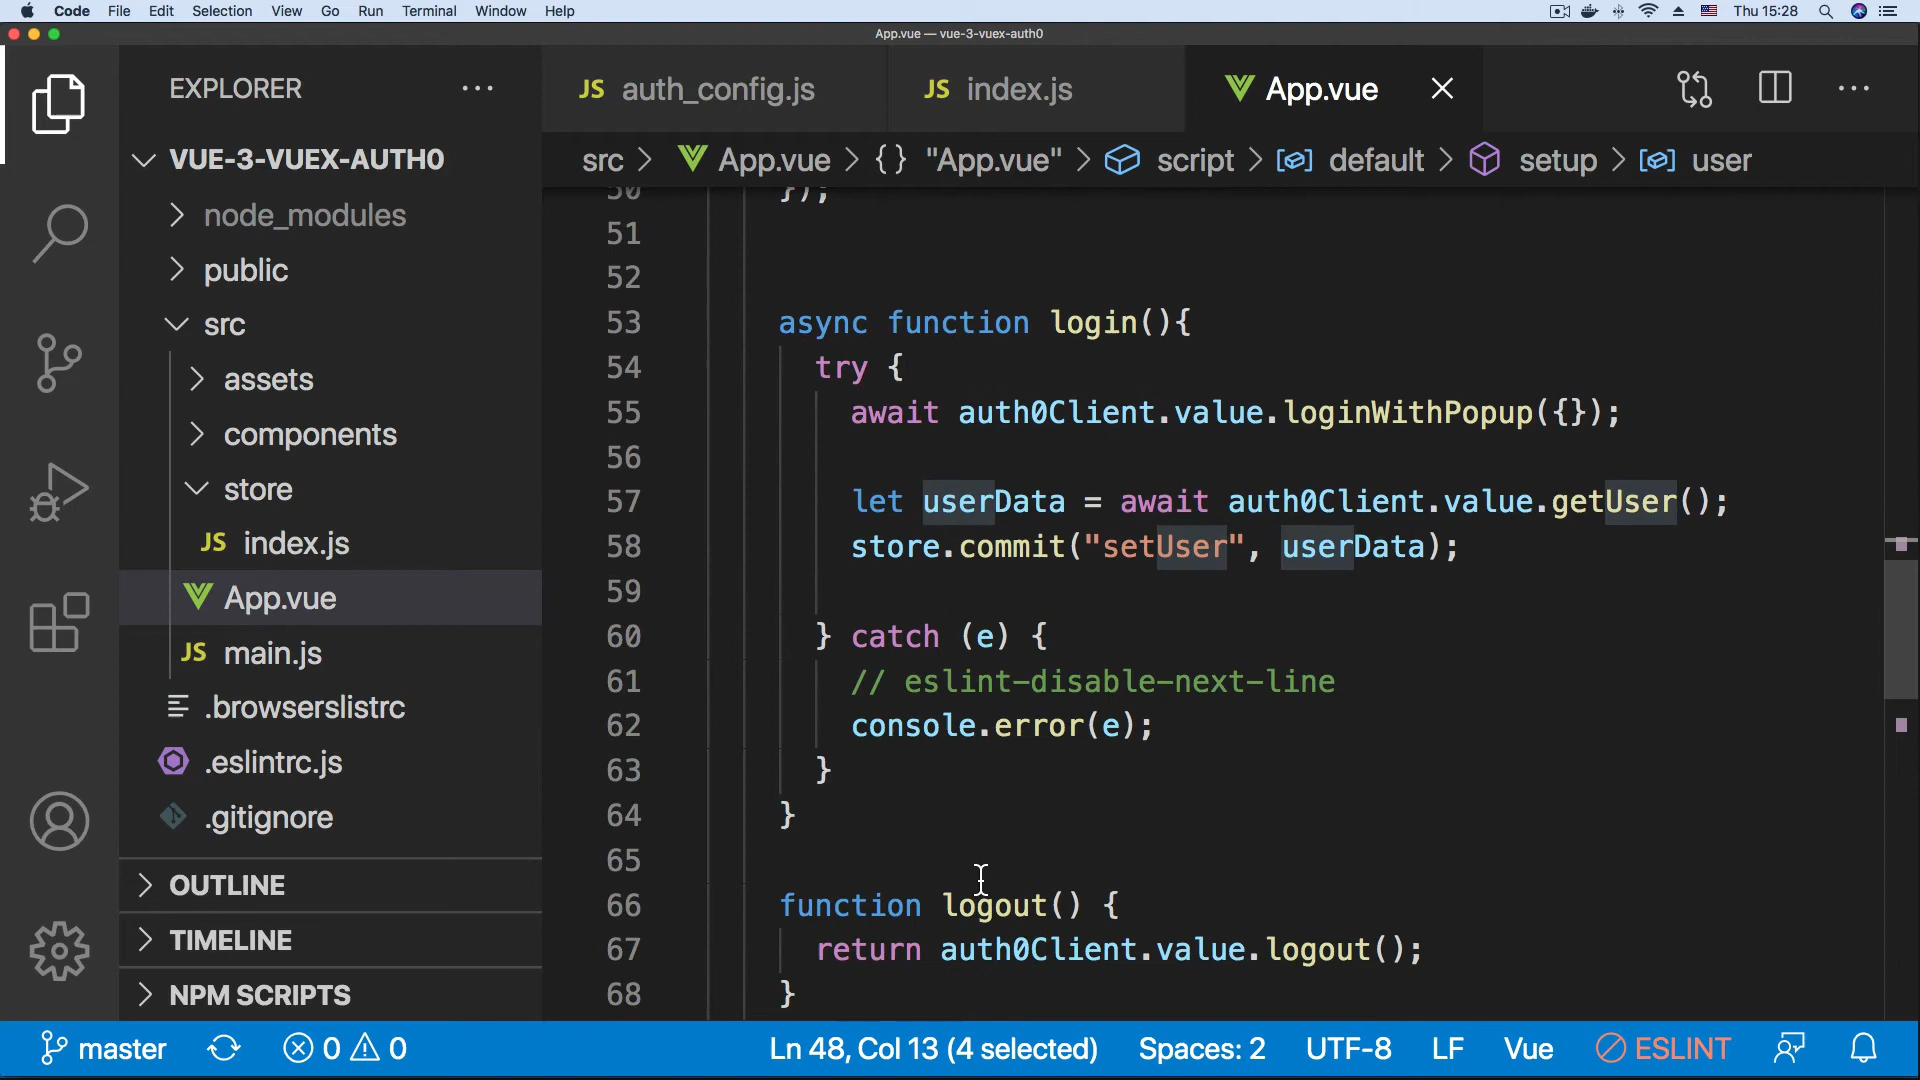 Code File Edit Selection View Go Run Terminal Window Help Thu 15:28
App.vue — vue-3-vuex-auth0
EXPLORER
VUE-3-VUEX-AUTH0
node_modules
public
src
assets
components
store
JS index.js
App.vue
JS main.js
.browserslistrc
.eslintrc.js
.gitignore
OUTLINE
TIMELINE
NPM SCRIPTS
JS auth_config.js JS index.js App.vue
src > App.vue > {} "App.vue" > script > default > setup > user
50 });
51
52
53 async function login(){
54 try {
55 await auth0Client.value.loginWithPopup({});
56
57 let userData = await auth0Client.value.getUser();
58 store.commit("setUser", userData);
59
60 } catch (e) {
61 // eslint-disable-next-line
62 console.error(e);
63 }
64 }
65
66 function logout() {
67 return auth0Client.value.logout();
68 }
master 0 0 Ln 48, Col 13 (4 selected) Spaces: 2 UTF-8 LF Vue ESLINT